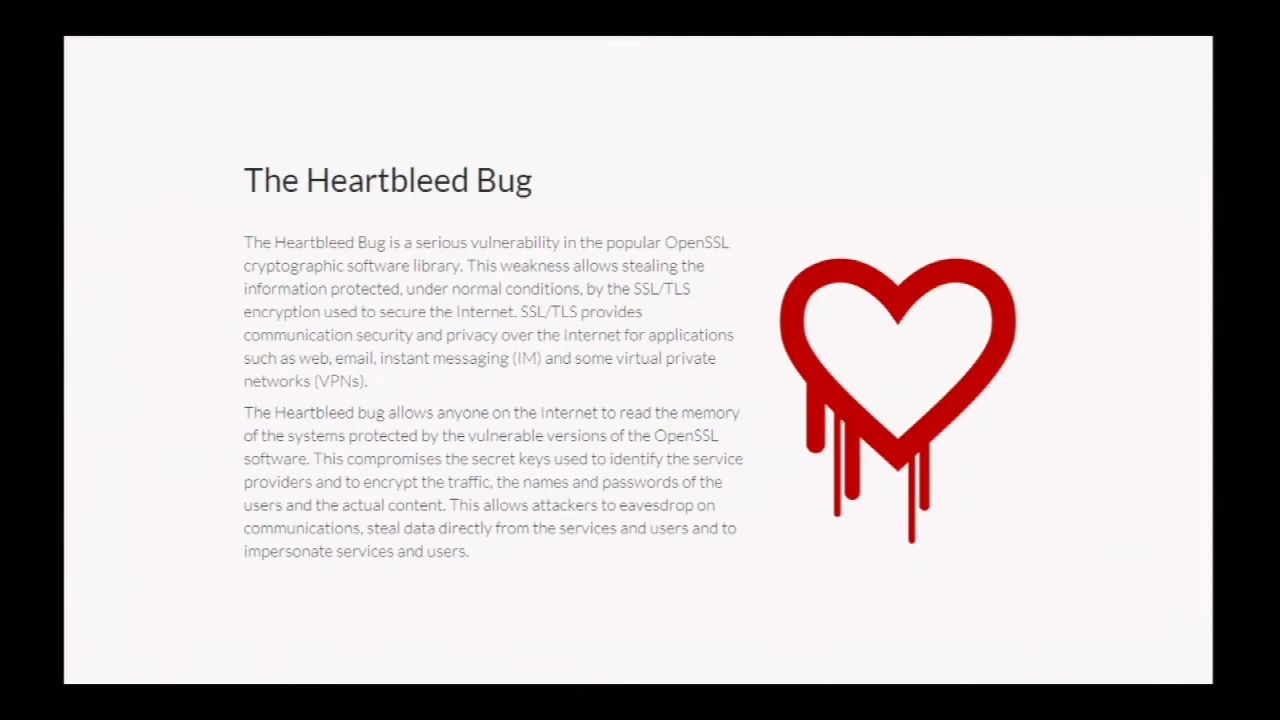 The Heartbleed Bug
The Heartbleed Bug is a serious vulnerability in the popular OpenSSL
cryptographic software library. This weakness allows stealing the
information protected, under normal conditions, by the SSL/TLS
encryption used to secure the Internet. SSL/TLS provides
communication security and privacy over the Internet for applications
such as web, email, instant messaging (IM) and some virtual private
networks (VPNs).
The Heartbleed bug allows anyone on the Internet to read the memory
of the systems protected by the vulnerable versions of the OpenSSL
software. This compromises the secret keys used to identify the service
providers and to encrypt the traffic, the names and passwords of the
users and the actual content. This allows attackers to eavesdrop on
communications, steal data directly from the services and users and to
impersonate services and users.